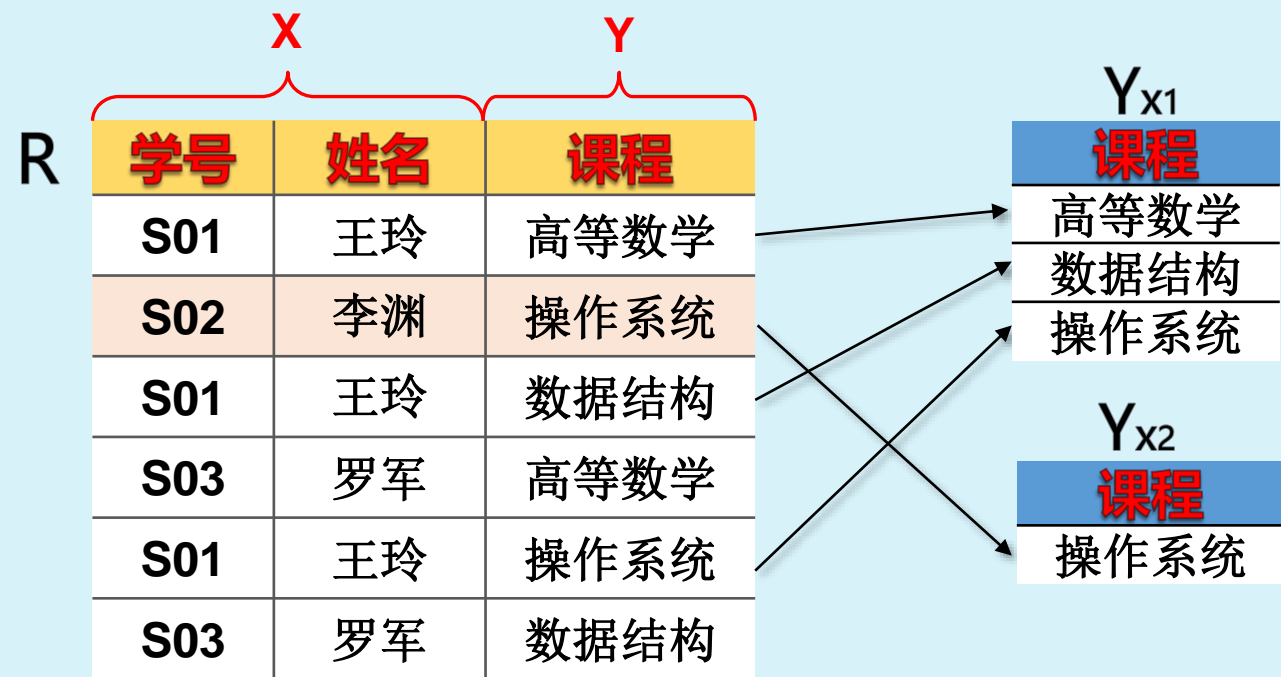 X Y
R
学号 姓名 课程
S01 王玲 高等数学
S02 李渊 操作系统
S01 王玲 数据结构
S03 罗军 高等数学
S01 王玲 操作系统
S03 罗军 数据结构
Yx1
课程
高等数学
数据结构
操作系统
Yx2
课程
操作系统